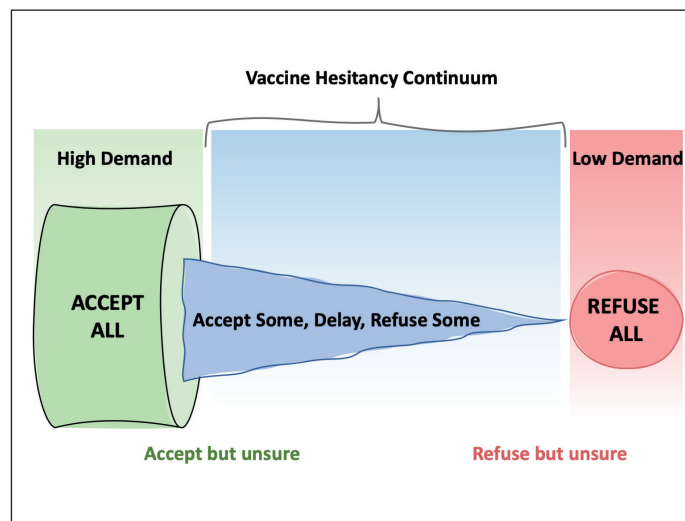 Vaccine Hesitancy Continuum
High Demand
Low Demand
ACCEPT
ALL
Accept Some, Delay, Refuse Some
REFUSE
ALL
Accept but unsure
Refuse but unsure